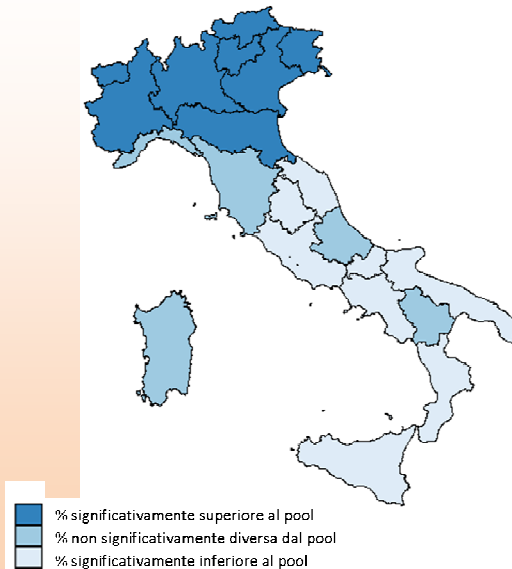 % significativamente superiore al pool
% non significativamente diversa dal pool
% significativamente inferiore al pool